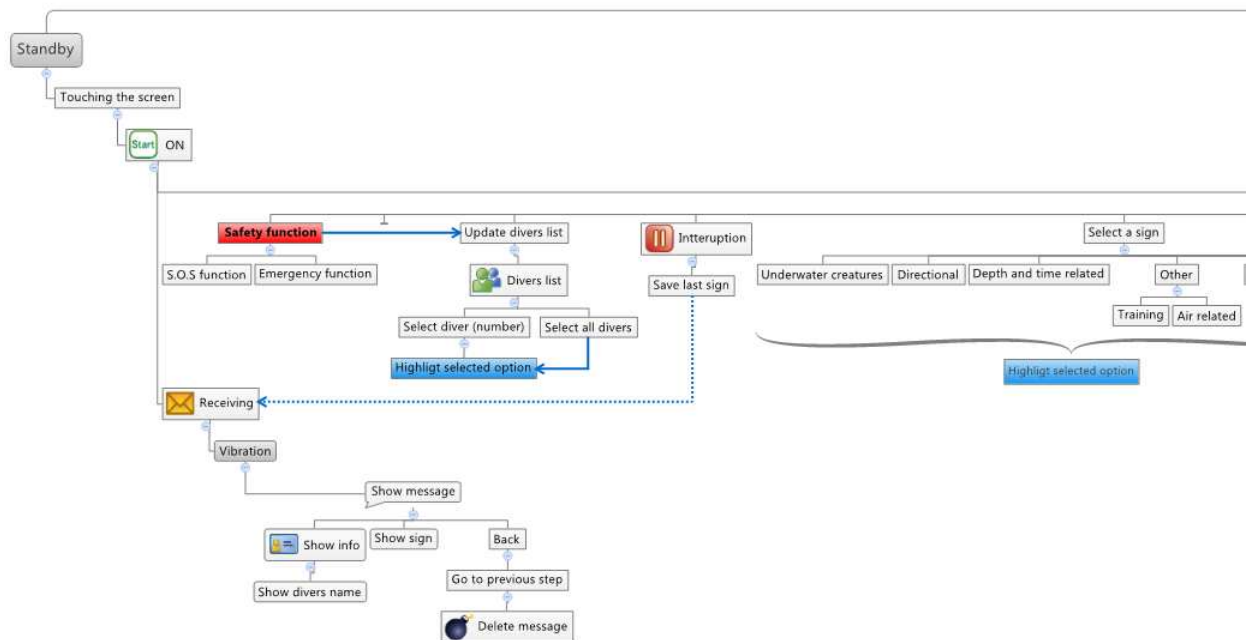 Standby
Touching the screen
Start ON
Safety function
Update divers list
Intteruption
Select a sign
S.O.S function
Emergency function
Divers list
Save last sign
Underwater creatures
Directional
Depth and time related
Other
Training
Air related
Select diver (number)
Select all divers
Highligt selected option
Highligt selected option
Receiving
Vibration
Show message
Show info
Show sign
Back
Show divers name
Go to previous step
Delete message